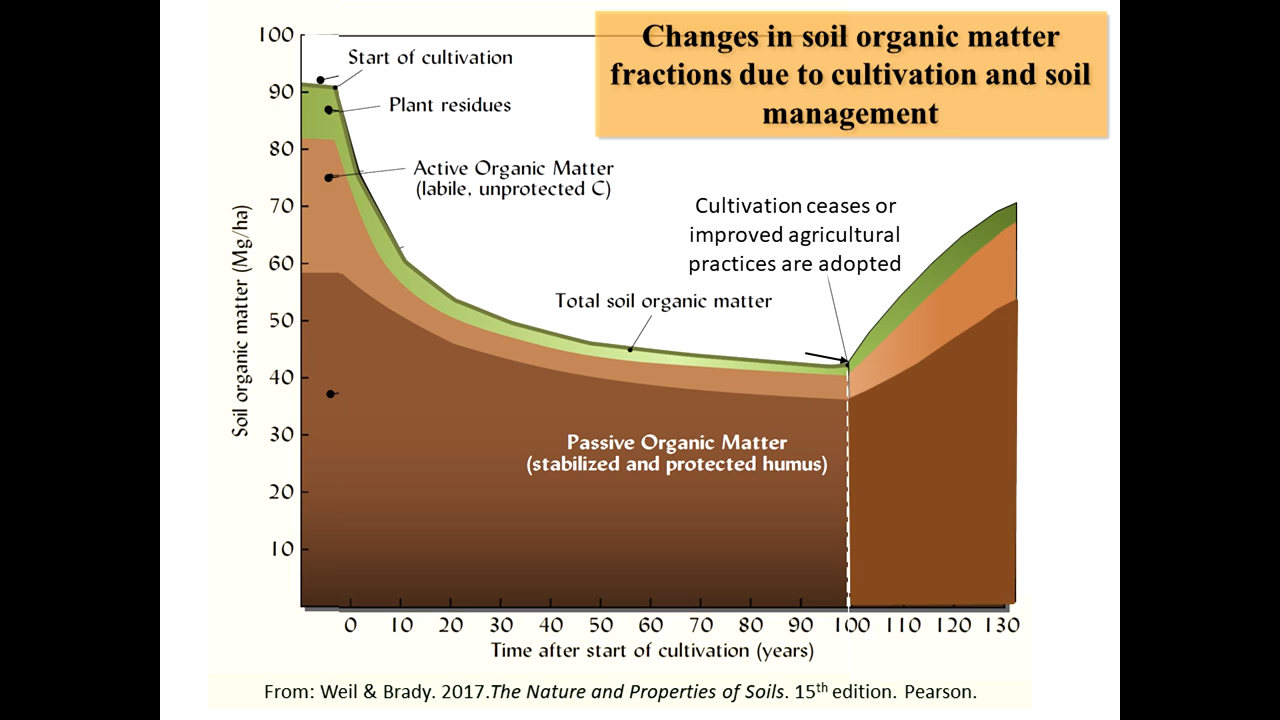 Changes in soil organic matter
fractions due to cultivation and soil
management
100
90
80
70
60
50
40
30
20
10
Soil organic matter (Mg/ha)
Start of cultivation
Plant residues
Active Organic Matter
(labile, unprotected C)
Cultivation ceases or
improved agricultural
practices are adopted
Total soil organic matter
Passive Organic Matter
(stabilized and protected humus)
0 10 20 30 40 50 60 70 80 90 100 110 120 130
Time after start of cultivation (years)
From: Weil & Brady. 2017.The Nature and Properties of Soils. 15th edition. Pearson.